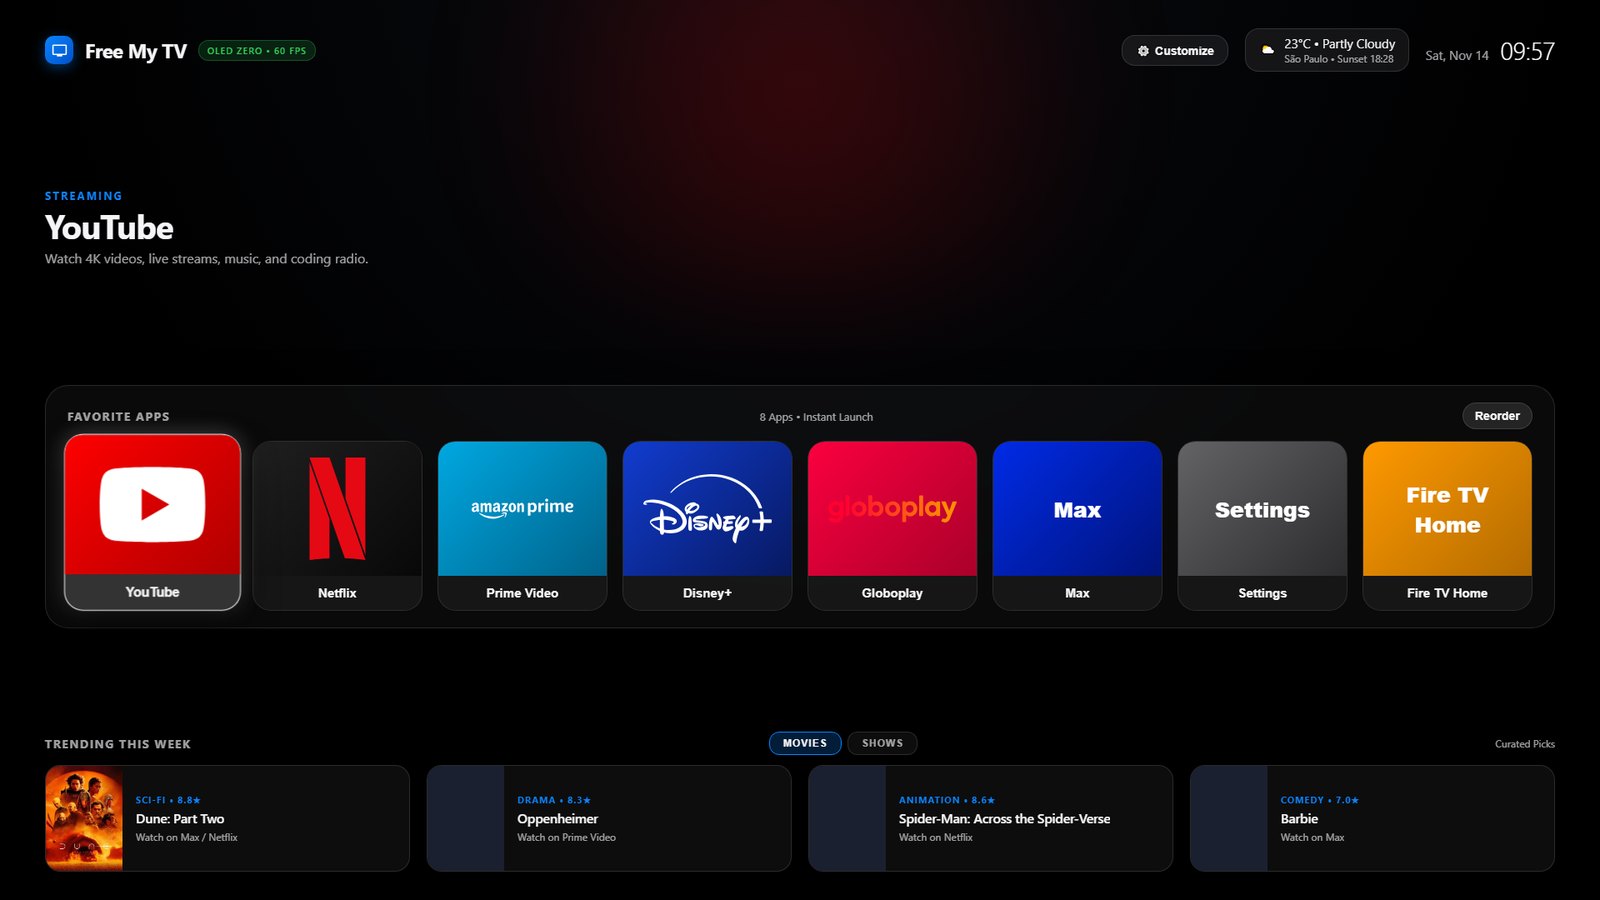 Free My TV
OLED ZERO • 60 FPS
Customize
23°C • Partly Cloudy
São Paulo • Sunset 18:28
Sat, Nov 14
09:57
STREAMING
YouTube
Watch 4K videos, live streams, music, and coding radio.
FAVORITE APPS
8 Apps • Instant Launch
Reorder
YouTube
N
Netflix
amazon prime
Prime Video
Disney+
Disney+
globoplay
Globoplay
Max
Max
Settings
Settings
Fire TV
Home
Fire TV Home
TRENDING THIS WEEK
MOVIES
SHOWS
Curated Picks
DUNE
SCI-FI • 8.8★
Dune: Part Two
Watch on Max / Netflix
DRAMA • 8.3★
Oppenheimer
Watch on Prime Video
ANIMATION • 8.6★
Spider-Man: Across the Spider-Verse
Watch on Netflix
COMEDY • 7.0★
Barbie
Watch on Max